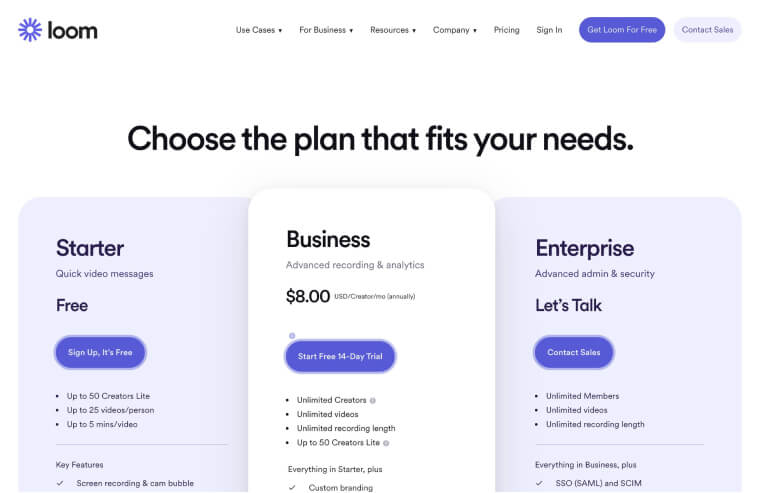 loom
Use Cases ▾ For Business ▾ Resources ▾ Company ▾ Pricing Sign In Get Loom For Free Contact Sales
Choose the plan that fits your needs.
Starter
Quick video messages
Free
Sign Up, It's Free
• Up to 50 Creators Lite
• Up to 25 videos/person
• Up to 5 mins/video
Key Features
✓ Screen recording & cam bubble
Business
Advanced recording & analytics
$8.00 USD/Creator/mo (annually)
Start Free 14-Day Trial
• Unlimited Creators
• Unlimited videos
• Unlimited recording length
• Up to 50 Creators Lite
Everything in Starter, plus
✓ Custom branding
Enterprise
Advanced admin & security
Let's Talk
Contact Sales
• Unlimited Members
• Unlimited videos
• Unlimited recording length
Everything in Business, plus
✓ SSO (SAML) and SCIM